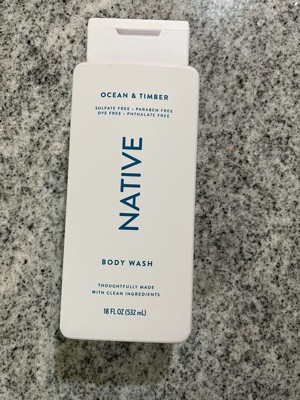 OCEAN & TIMBER
SULFATE FREE • PARABEN FREE
DYE FREE • PHTHALATE FREE
NATIVE
BODY WASH
THOUGHTFULLY MADE
WITH CLEAN INGREDIENTS
18 FL OZ (532 mL)